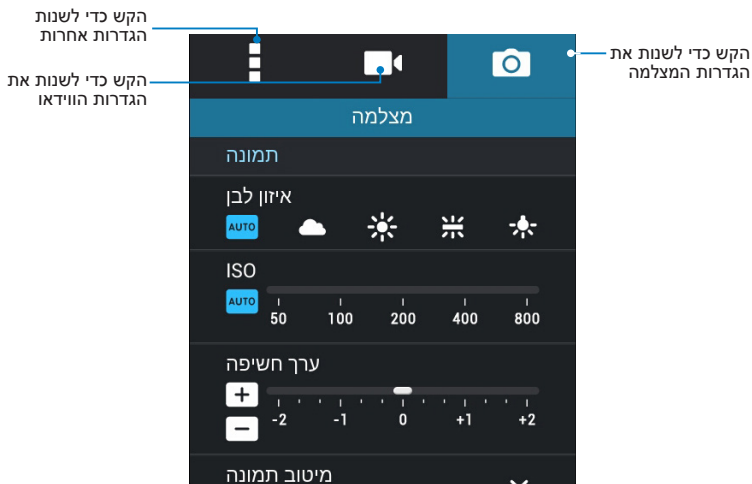 הקש כדי לשנות
הגדרות אחרות
הקש כדי לשנות את
הגדרות הווידאו
הקש כדי לשנות את
הגדרות המצלמה
מצלמה
תמונה
איזון לבן
AUTO
ISO
AUTO
50 100 200 400 800
ערך חשיפה
+
-2 -1 0 +1 +2
−
מיטוב תמונה